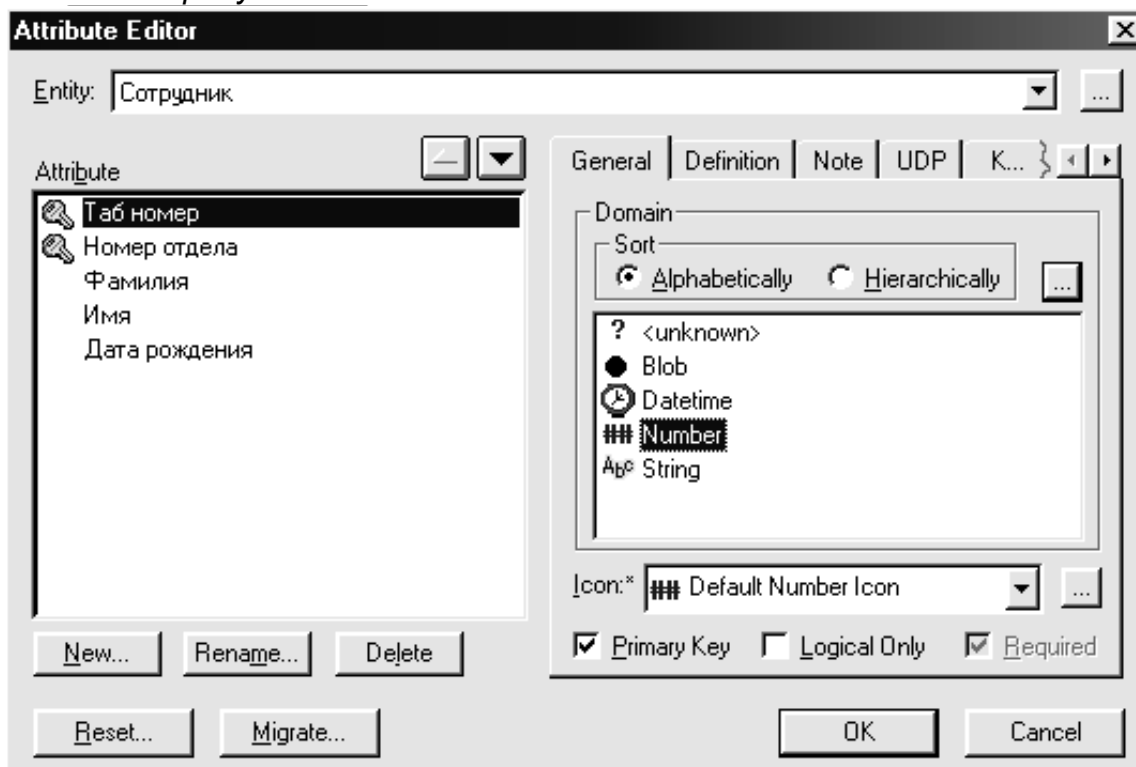 Attribute Editor
Entity: Сотрудник ...
Attribute
Таб номер
Номер отдела
Фамилия
Имя
Дата рождения
New... Rename... Delete
Reset... Migrate...
General Definition Note UDP K...
Domain
Sort
Alphabetically Hierarchically ...
? <unknown>
Blob
Datetime
Number
Abc String
Icon:* Default Number Icon ...
Primary Key Logical Only Required
OK Cancel